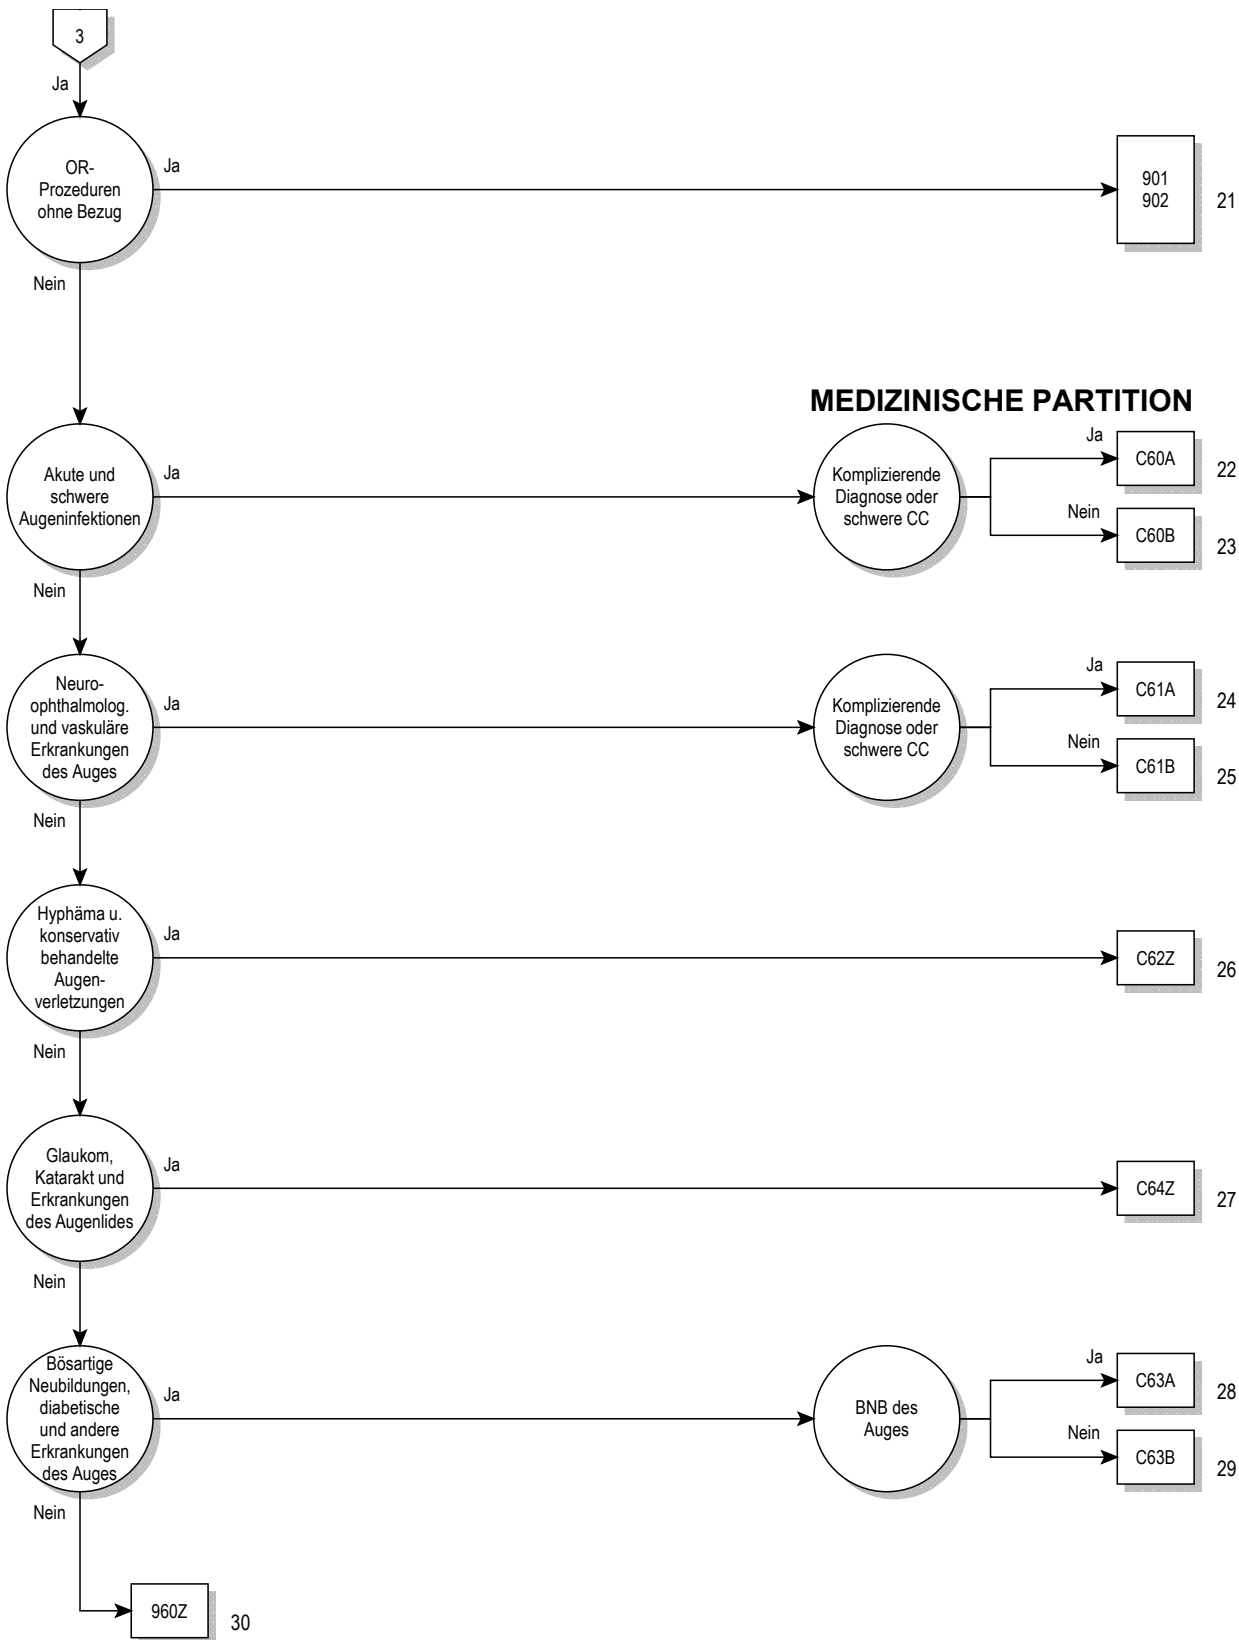 3
Ja
OR-
Prozeduren
ohne Bezug
Ja
901
902
21
Nein
MEDIZINISCHE PARTITION
Akute und
schwere
Augeninfektionen
Ja
Komplizierende
Diagnose oder
schwere CC
Ja
C60A
22
Nein
C60B
23
Nein
Neuro-
ophthalmolog.
und vaskuläre
Erkrankungen
des Auges
Ja
Komplizierende
Diagnose oder
schwere CC
Ja
C61A
24
Nein
C61B
25
Nein
Hyphäma u.
konservativ
behandelte
Augen-
verletzungen
Ja
C62Z
26
Nein
Glaukom,
Katarakt und
Erkrankungen
des Augenlides
Ja
C64Z
27
Nein
Bösartige
Neubildungen,
diabetische
und andere
Erkrankungen
des Auges
Ja
BNB des
Auges
Ja
C63A
28
Nein
C63B
29
Nein
960Z
30